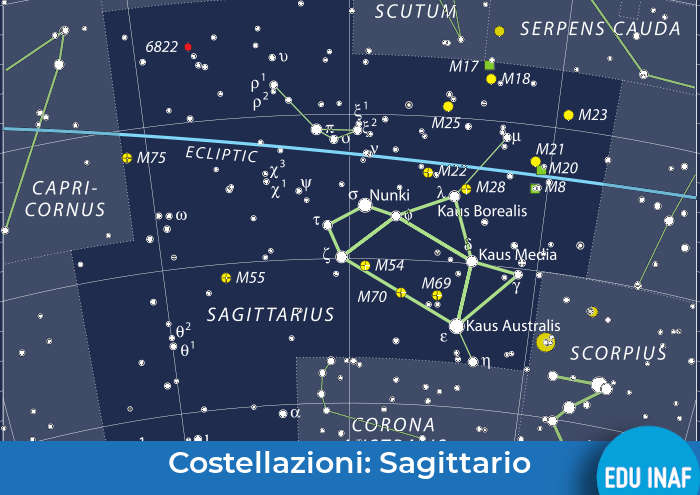 SCUTUM
SERPENS CAUDA
6822
υ
M17
M18
ρ¹
ρ²
M25
M23
ξ¹
ξ²
π
ο
μ
ν
ECLIPTIC
M75
M21
M20
M22
M8
M28
χ³
χ¹
ψ
CAPRI-
CORNUS
σ
Nunki
λ
Kaus Borealis
ω
τ
φ
δ
Kaus Media
ζ
M54
γ
M55
M69
M70
SAGITTARIUS
Kaus Australis
ε
θ²
θ¹
η
SCORPIUS
α
CORONA
Costellazioni: Sagittario
EDU INAF